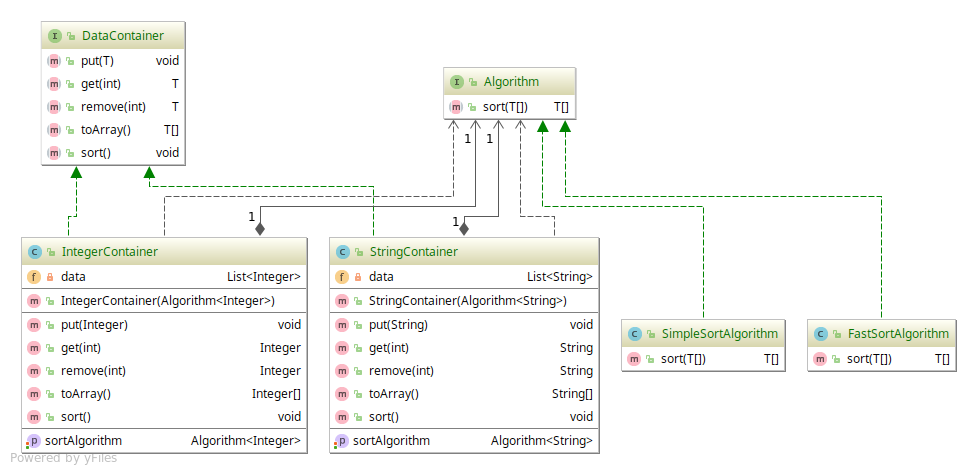 DataContainer
put(T) void
get(int) T
remove(int) T
toArray() T[]
sort() void
Algorithm
sort(T[]) T[]
1 1
1 1
IntegerContainer
data List<Integer>
IntegerContainer(Algorithm<Integer>)
put(Integer) void
get(int) Integer
remove(int) Integer
toArray() Integer[]
sort() void
sortAlgorithm Algorithm<Integer>
StringContainer
data List<String>
StringContainer(Algorithm<String>)
put(String) void
get(int) String
remove(int) String
toArray() String[]
sort() void
sortAlgorithm Algorithm<String>
SimpleSortAlgorithm
sort(T[]) T[]
FastSortAlgorithm
sort(T[]) T[]
Powered by yFiles